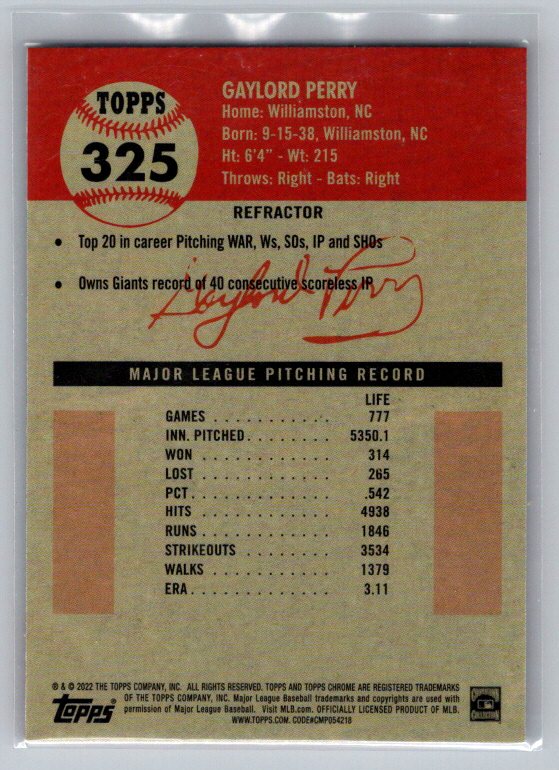 TOPPS
325
GAYLORD PERRY
Home: Williamston, NC
Born: 9-15-38, Williamston, NC
Ht: 6'4" - Wt: 215
Throws: Right - Bats: Right
REFRACTOR
• Top 20 in career Pitching WAR, Ws, SOs, IP and SHOs
• Owns Giants record of 40 consecutive scoreless IP
Gaylord Perry
MAJOR LEAGUE PITCHING RECORD
LIFE
GAMES . . . . . . . . . . . 777
INN. PITCHED . . . . . . . . 5350.1
WON . . . . . . . . . . . . 314
LOST . . . . . . . . . . . . 265
PCT . . . . . . . . . . . . .542
HITS . . . . . . . . . . . . 4938
RUNS . . . . . . . . . . . . 1846
STRIKEOUTS . . . . . . . . . 3534
WALKS . . . . . . . . . . . 1379
ERA . . . . . . . . . . . . 3.11
® & © 2022 THE TOPPS COMPANY, INC. ALL RIGHTS RESERVED. TOPPS AND TOPPS CHROME ARE REGISTERED TRADEMARKS
OF THE TOPPS COMPANY, INC. Major League Baseball trademarks and copyrights are used with
permission of Major League Baseball. Visit MLB.com. OFFICIALLY LICENSED PRODUCT OF MLB.
WWW.TOPPS.COM. CODE#CMP054218
Topps